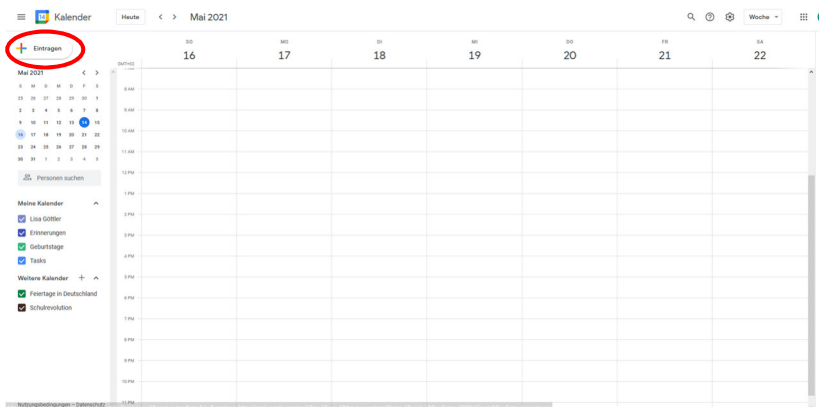 14 Kalender Heute < > Mai 2021 Woche
Eintragen
Mai 2021 < >
S M D M D F S
25 26 27 28 29 30 1
2 3 4 5 6 7 8
9 10 11 12 13 14 15
16 17 18 19 20 21 22
23 24 25 26 27 28 29
30 31 1 2 3 4 5
Personen suchen
Meine Kalender
Lisa Göttler
Erinnerungen
Geburtstage
Tasks
Weitere Kalender +
Feiertage in Deutschland
Schulrevolution
Nutzungsbedingungen – Datenschutz
SO MO DI MI DO FR SA
GMT+02 16 17 18 19 20 21 22
8 AM
9 AM
10 AM
11 AM
12 PM
1 PM
2 PM
3 PM
4 PM
5 PM
6 PM
7 PM
8 PM
9 PM
10 PM
11 PM